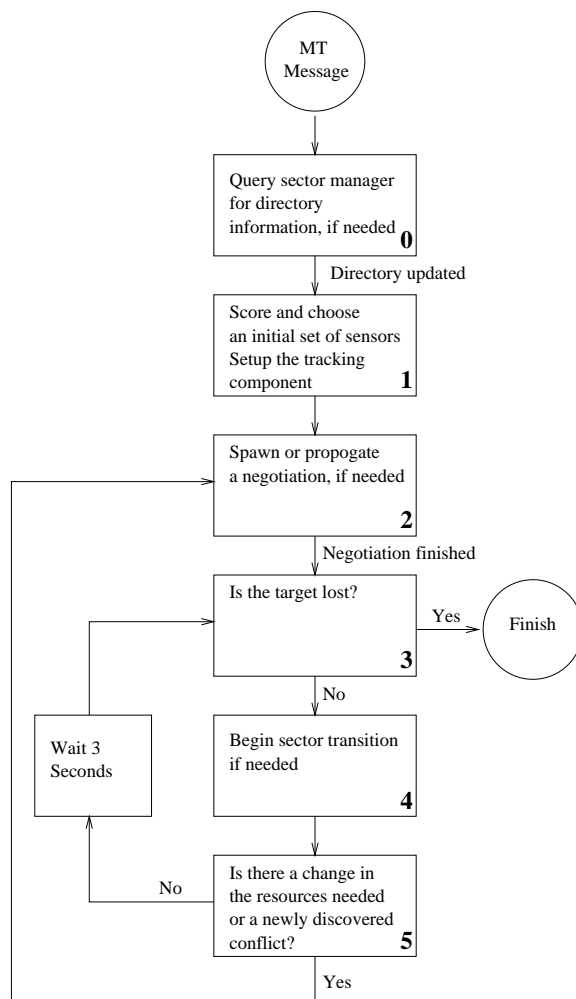 MT
Message
Query sector manager
for directory
information, if needed
0
Directory updated
Score and choose
an initial set of sensors
Setup the tracking
component
1
Spawn or propogate
a negotiation, if needed
2
Negotiation finished
Is the target lost?
3
Yes
Finish
No
Wait 3
Seconds
Begin sector transition
if needed
4
No
Is there a change in
the resources needed
or a newly discovered
conflict?
5
Yes